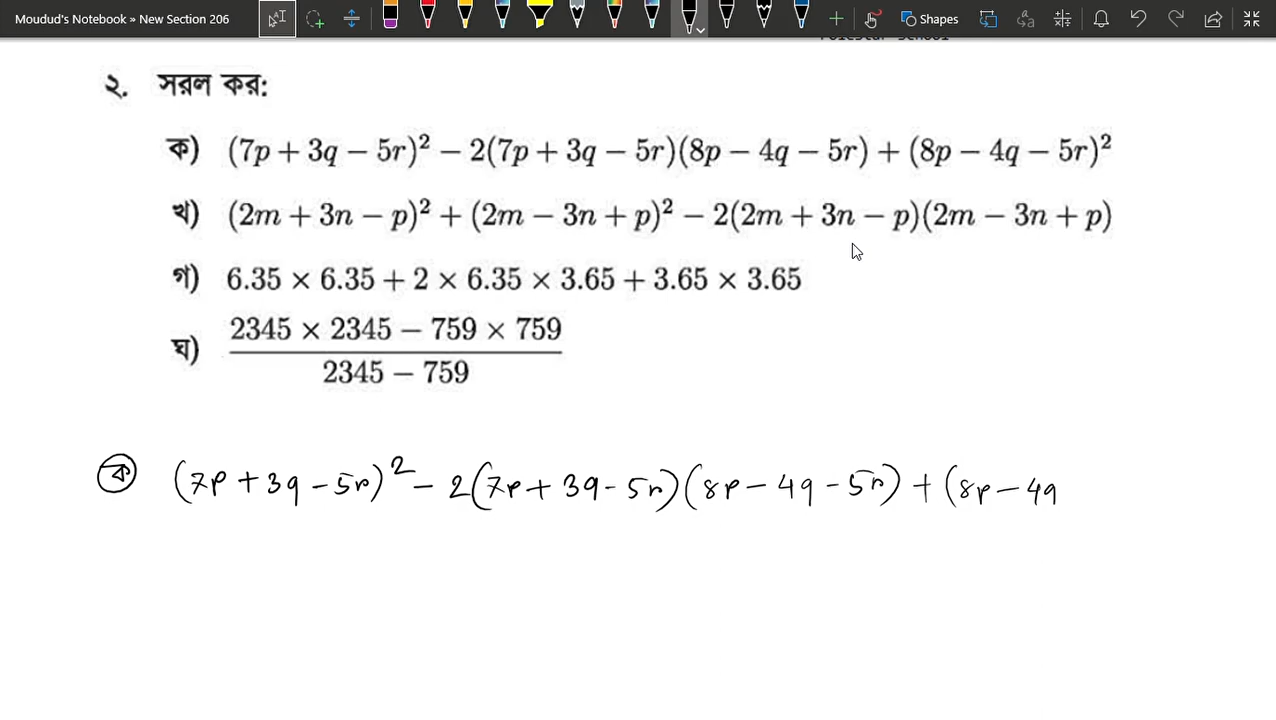 Moudud's Notebook » New Section 206
Shapes
Polestar School
২. সরল কর:
ক) (7p + 3q − 5r)² − 2(7p + 3q − 5r)(8p − 4q − 5r) + (8p − 4q − 5r)²
খ) (2m + 3n − p)² + (2m − 3n + p)² − 2(2m + 3n − p)(2m − 3n + p)
গ) 6.35 × 6.35 + 2 × 6.35 × 3.65 + 3.65 × 3.65
ঘ) 2345 × 2345 − 759 × 759
2345 − 759
ক (7p + 3q − 5r)² − 2(7p + 3q − 5r)(8p − 4q − 5r) + (8p − 4q